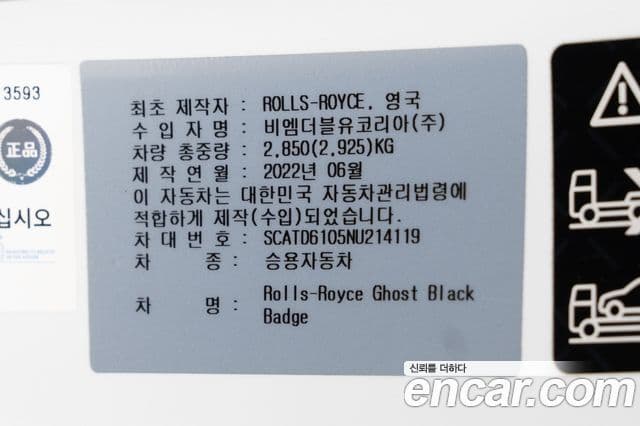 3593
正品
십시오
최초 제작자 : ROLLS-ROYCE, 영국
수 입 자 명 : 비엠더블유코리아(주)
차량 총중량 : 2,850(2,925)KG
제 작 연 월 : 2022년 06월
이 자동차는 대한민국 자동차관리법령에
적합하게 제작(수입)되었습니다.
차 대 번 호 : SCATD6105NU214119
차 종 : 승용자동차
차 명 : Rolls-Royce Ghost Black
Badge
신뢰를 더하다
encar.com